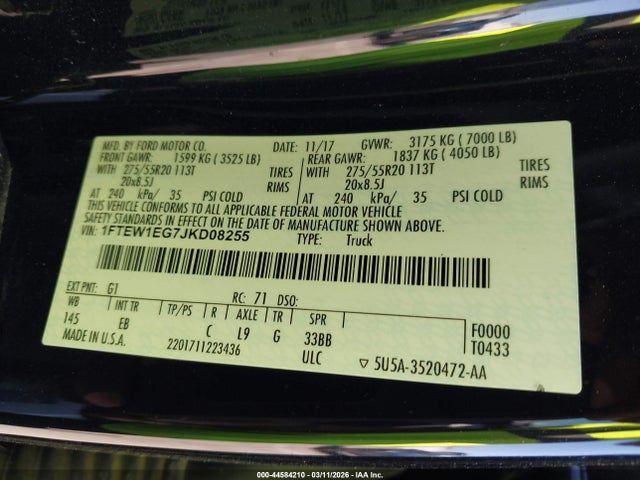 MFD. BY FORD MOTOR CO. DATE: 11/17 GVWR: 3175 KG ( 7000 LB)
FRONT GAWR: 1599 KG ( 3525 LB) REAR GAWR: 1837 KG ( 4050 LB)
WITH 275/55R20 113T TIRES WITH 275/55R20 113T TIRES
20x8.5J RIMS 20x8.5J RIMS
AT 240 kPa/ 35 PSI COLD AT 240 kPa/ 35 PSI COLD
THIS VEHICLE CONFORMS TO ALL APPLICABLE FEDERAL MOTOR VEHICLE
SAFETY STANDARDS IN EFFECT ON THE DATE OF MANUFACTURE SHOWN ABOVE.
VIN: 1FTEW1EG7JKD08255 TYPE: Truck
EXT PNT: G1 RC: 71 DSO:
WB INT TR TP/PS R AXLE TR SPR F0000
145 EB C L9 G 33BB T0433
MADE IN U.S.A. 2201711223436 ULC ▽ 5U5A-3520472-AA
000-44584210 - 03/11/2026 - IAA Inc.